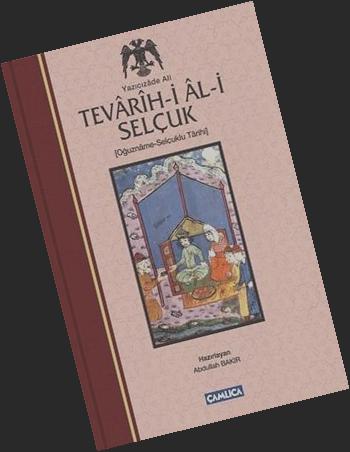 Yazıcızâde Ali
TEVÂRÎH-İ ÂL-İ
SELÇUK
[Oğuznâme-Selçuklu Târihi]
Hazırlayan
Abdullah BAKIR
ÇAMLICA